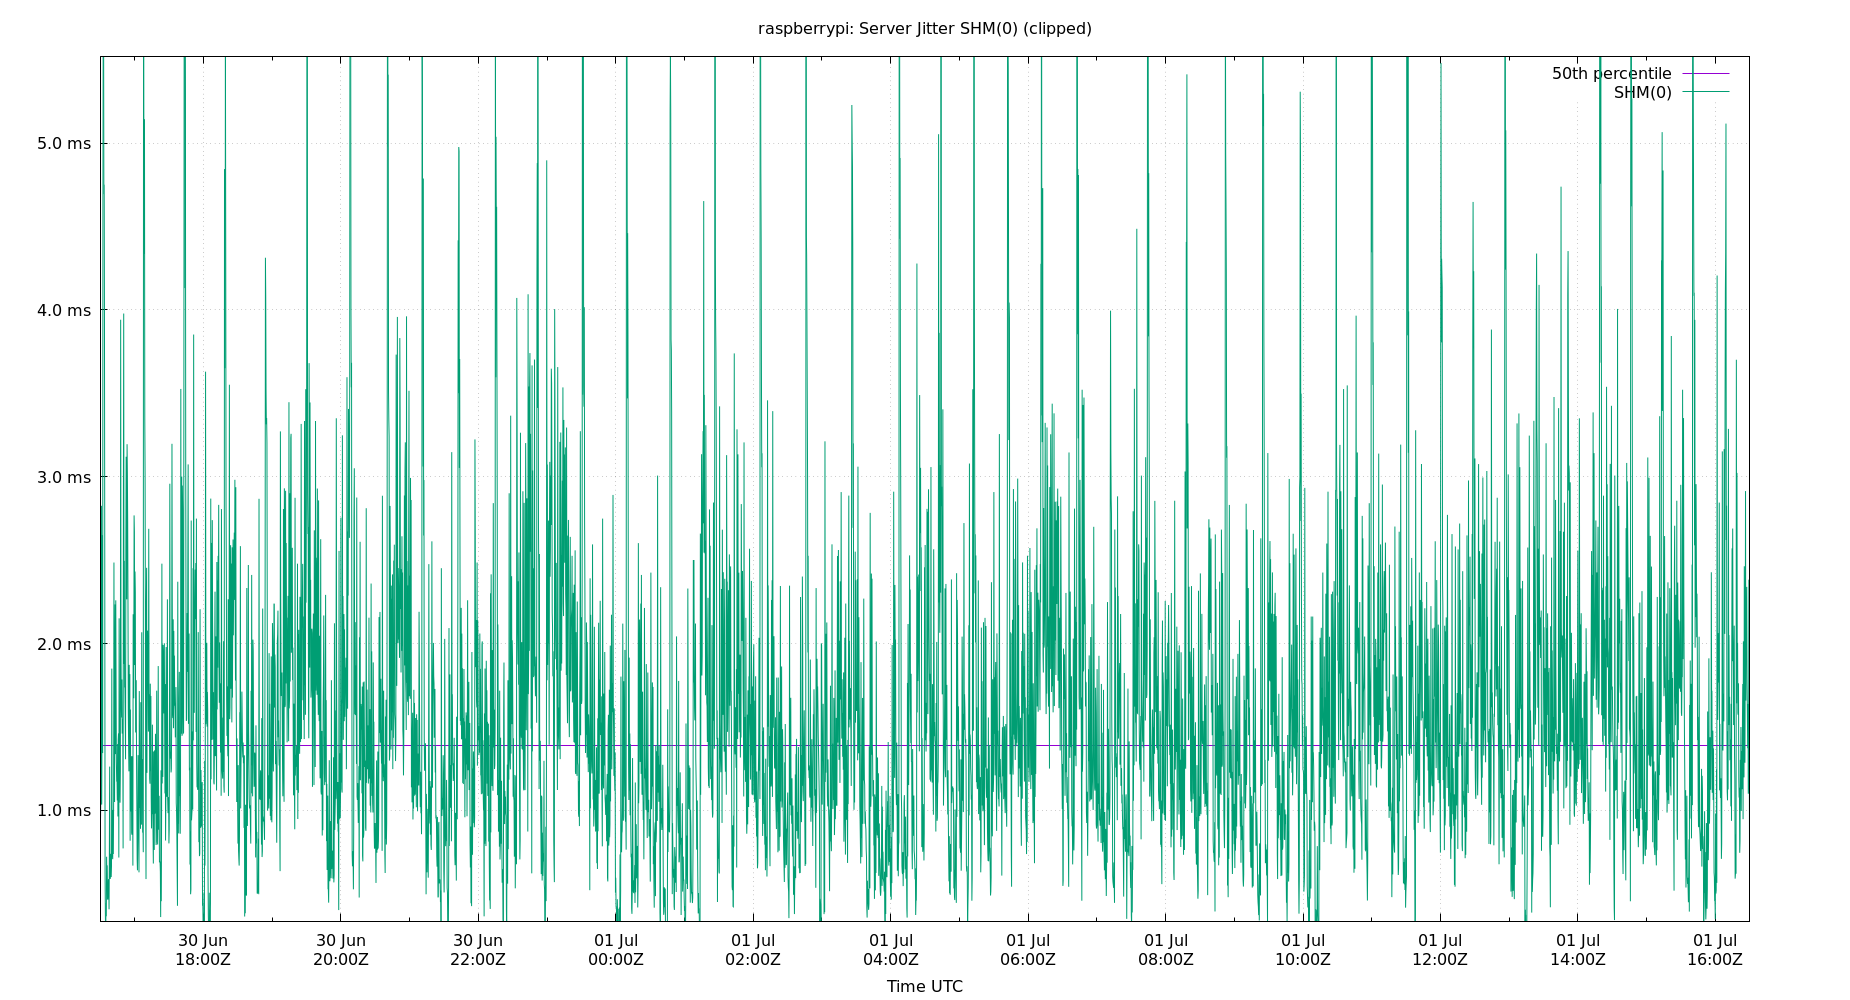 raspberrypi: Server Jitter SHM(0) (clipped)
50th percentile
SHM(0)
5.0 ms
4.0 ms
3.0 ms
2.0 ms
1.0 ms
30 Jun 30 Jun 30 Jun 01 Jul 01 Jul 01 Jul 01 Jul 01 Jul 01 Jul 01 Jul 01 Jul 01 Jul
18:00Z 20:00Z 22:00Z 00:00Z 02:00Z 04:00Z 06:00Z 08:00Z 10:00Z 12:00Z 14:00Z 16:00Z
Time UTC